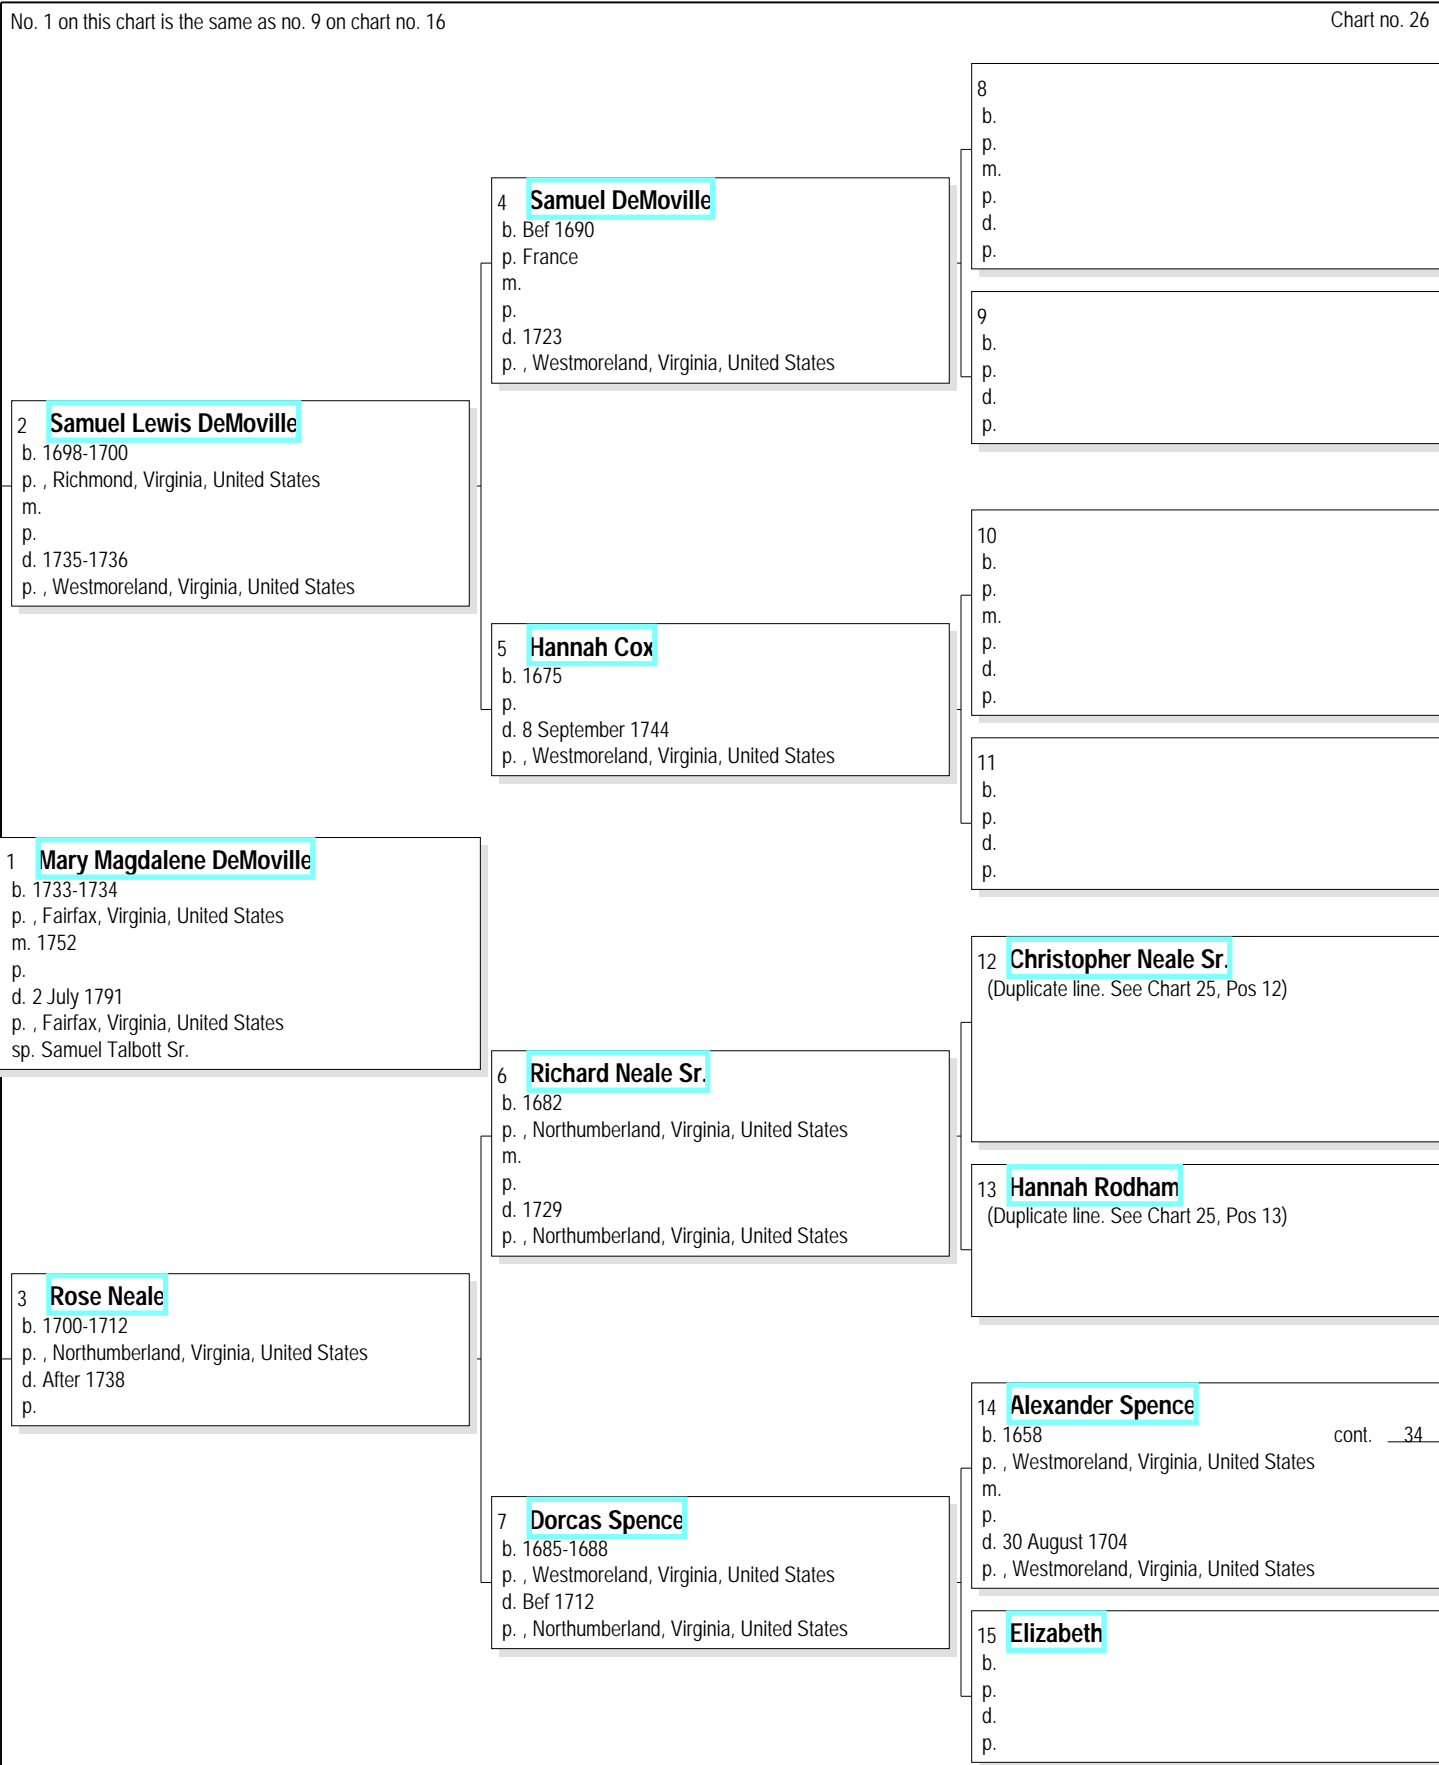 No. 1 on this chart is the same as no. 9 on chart no. 16
Chart no. 26
8
b.
p.
m.
p.
d.
p.
4 Samuel DeMoville
b. Bef 1690
p. France
m.
p.
d. 1723
p. , Westmoreland, Virginia, United States
9
b.
p.
d.
p.
2 Samuel Lewis DeMoville
b. 1698-1700
p. , Richmond, Virginia, United States
m.
p.
d. 1735-1736
p. , Westmoreland, Virginia, United States
10
b.
p.
m.
p.
d.
p.
5 Hannah Cox
b. 1675
p.
d. 8 September 1744
p. , Westmoreland, Virginia, United States
11
b.
p.
d.
p.
1 Mary Magdalene DeMoville
b. 1733-1734
p. , Fairfax, Virginia, United States
m. 1752
p.
d. 2 July 1791
p. , Fairfax, Virginia, United States
sp. Samuel Talbott Sr.
12 Christopher Neale Sr.
(Duplicate line. See Chart 25, Pos 12)
6 Richard Neale Sr.
b. 1682
p. , Northumberland, Virginia, United States
m.
p.
d. 1729
p. , Northumberland, Virginia, United States
13 Hannah Rodham
(Duplicate line. See Chart 25, Pos 13)
3 Rose Neale
b. 1700-1712
p. , Northumberland, Virginia, United States
d. After 1738
p.
14 Alexander Spence
b. 1658 cont. 34
p. , Westmoreland, Virginia, United States
m.
p.
d. 30 August 1704
p. , Westmoreland, Virginia, United States
7 Dorcas Spence
b. 1685-1688
p. , Westmoreland, Virginia, United States
d. Bef 1712
p. , Northumberland, Virginia, United States
15 Elizabeth
b.
p.
d.
p.